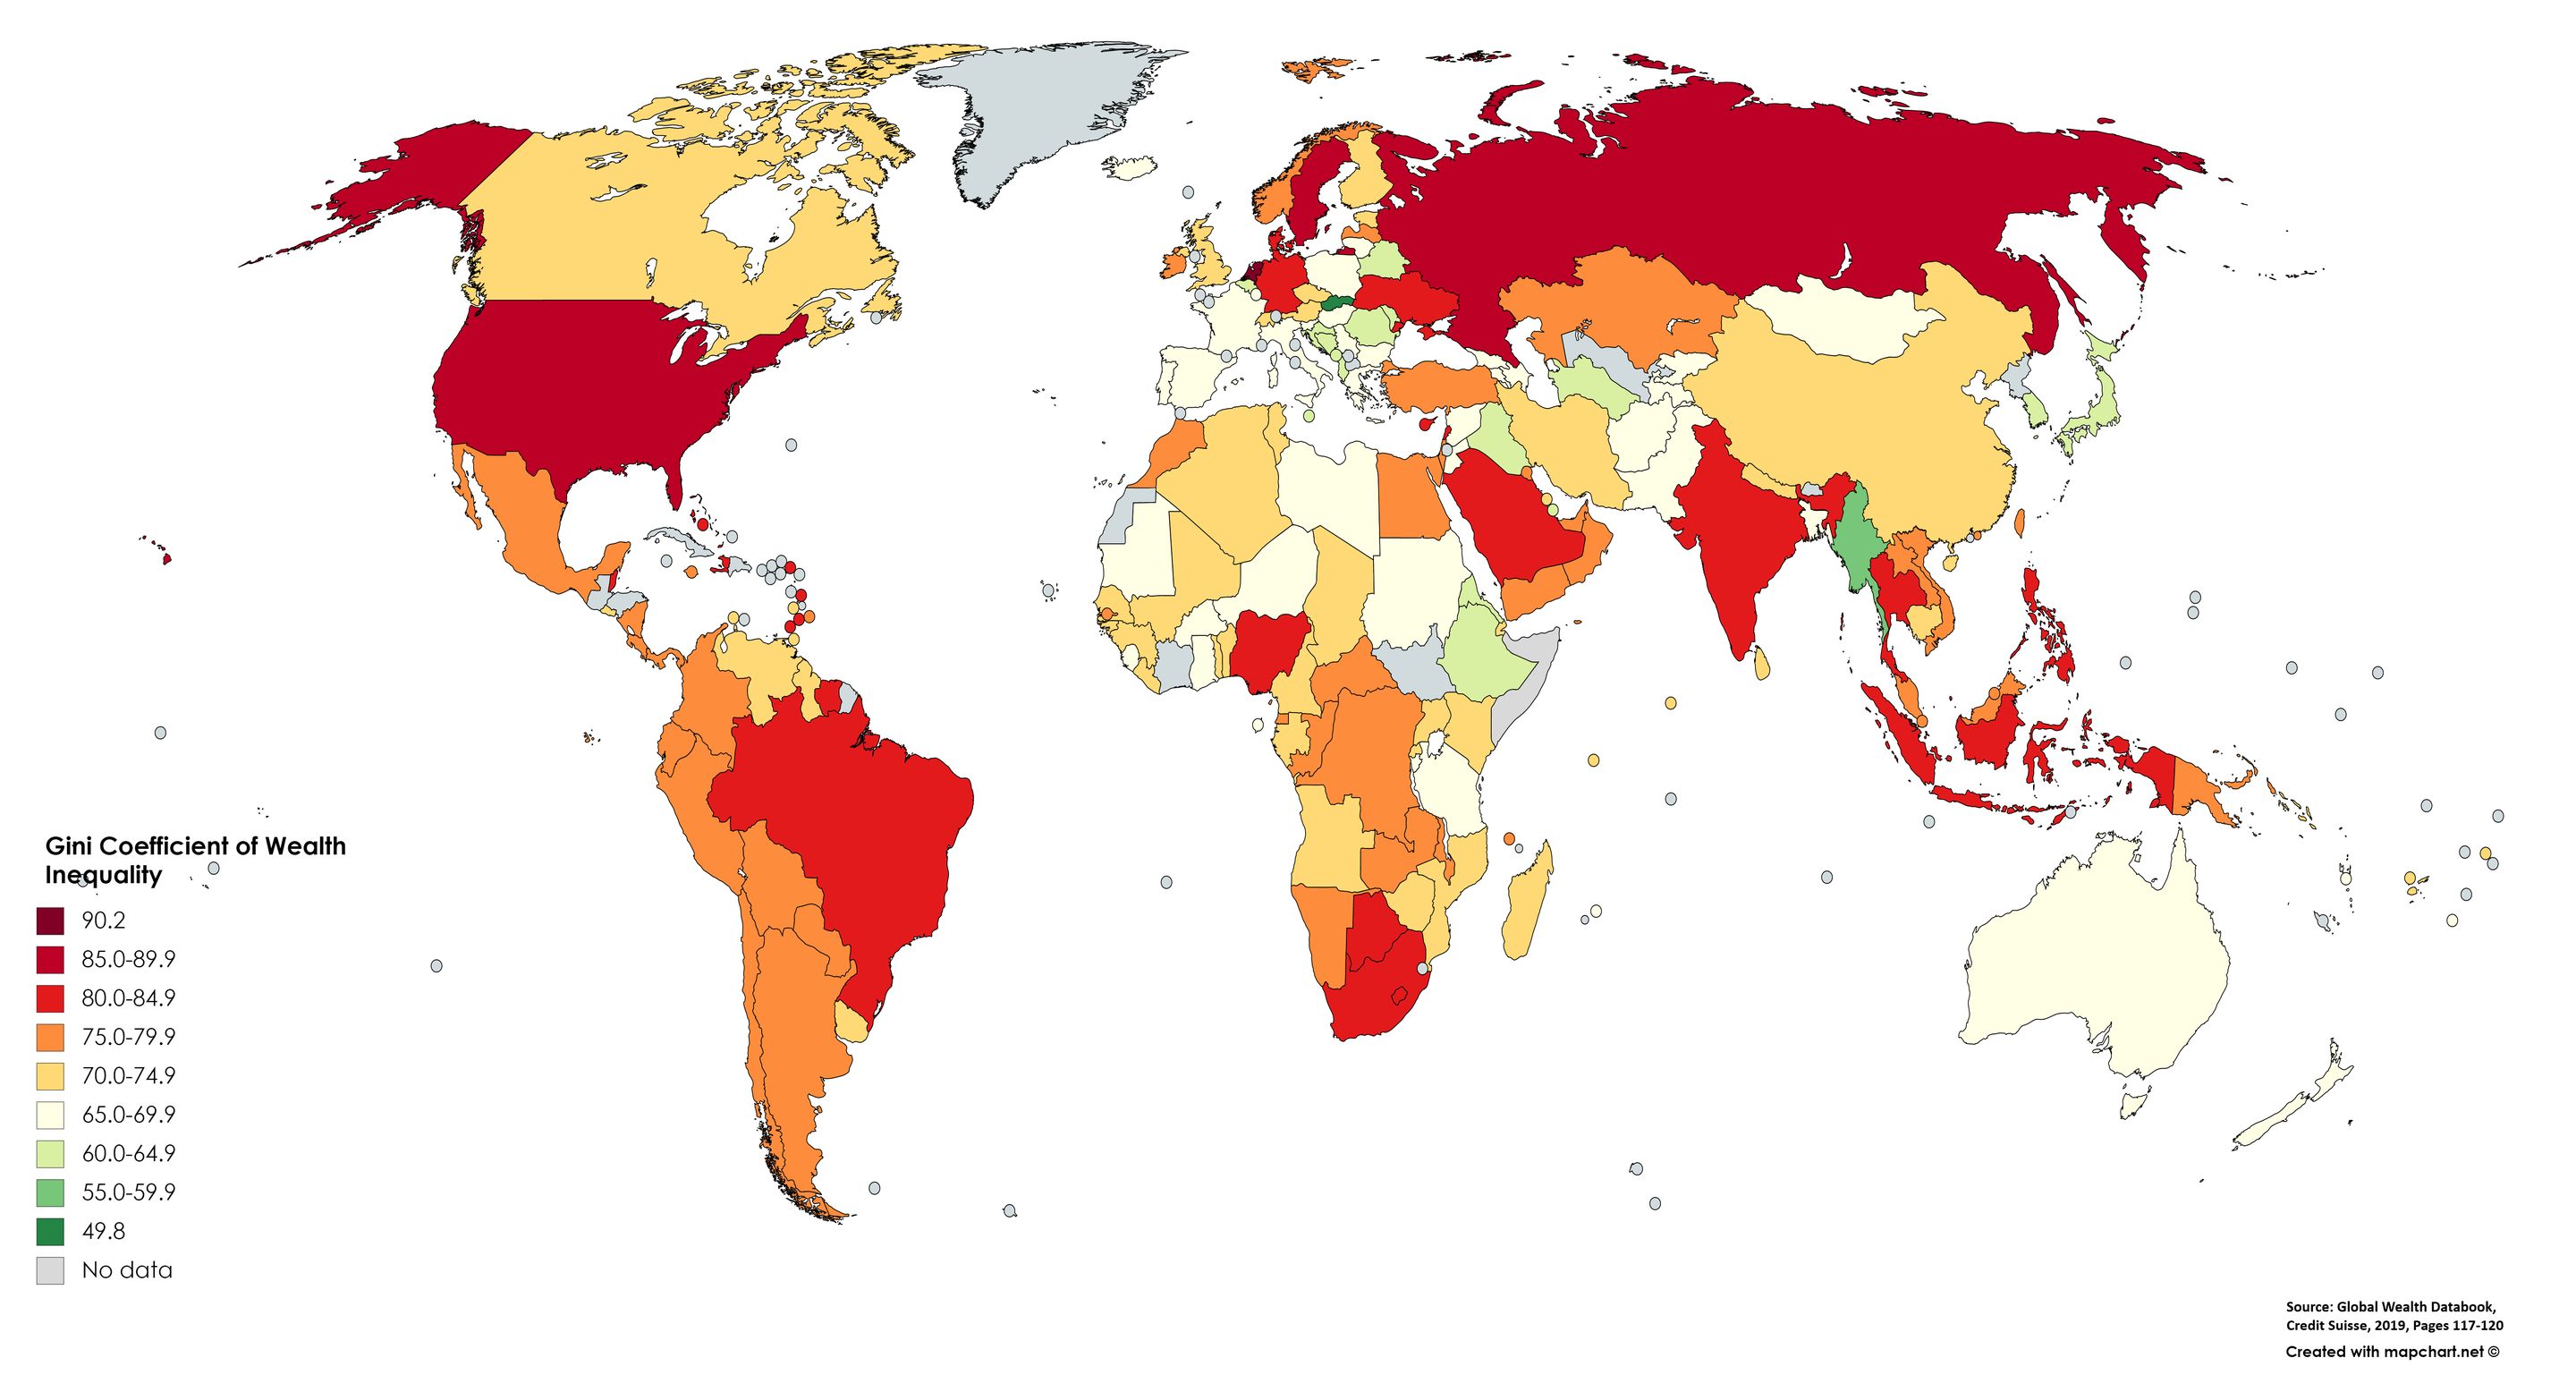 Gini Coefficient of Wealth
Inequality
90.2
85.0-89.9
80.0-84.9
75.0-79.9
70.0-74.9
65.0-69.9
60.0-64.9
55.0-59.9
49.8
No data
Source: Global Wealth Databook,
Credit Suisse, 2019, Pages 117-120
Created with mapchart.net ©